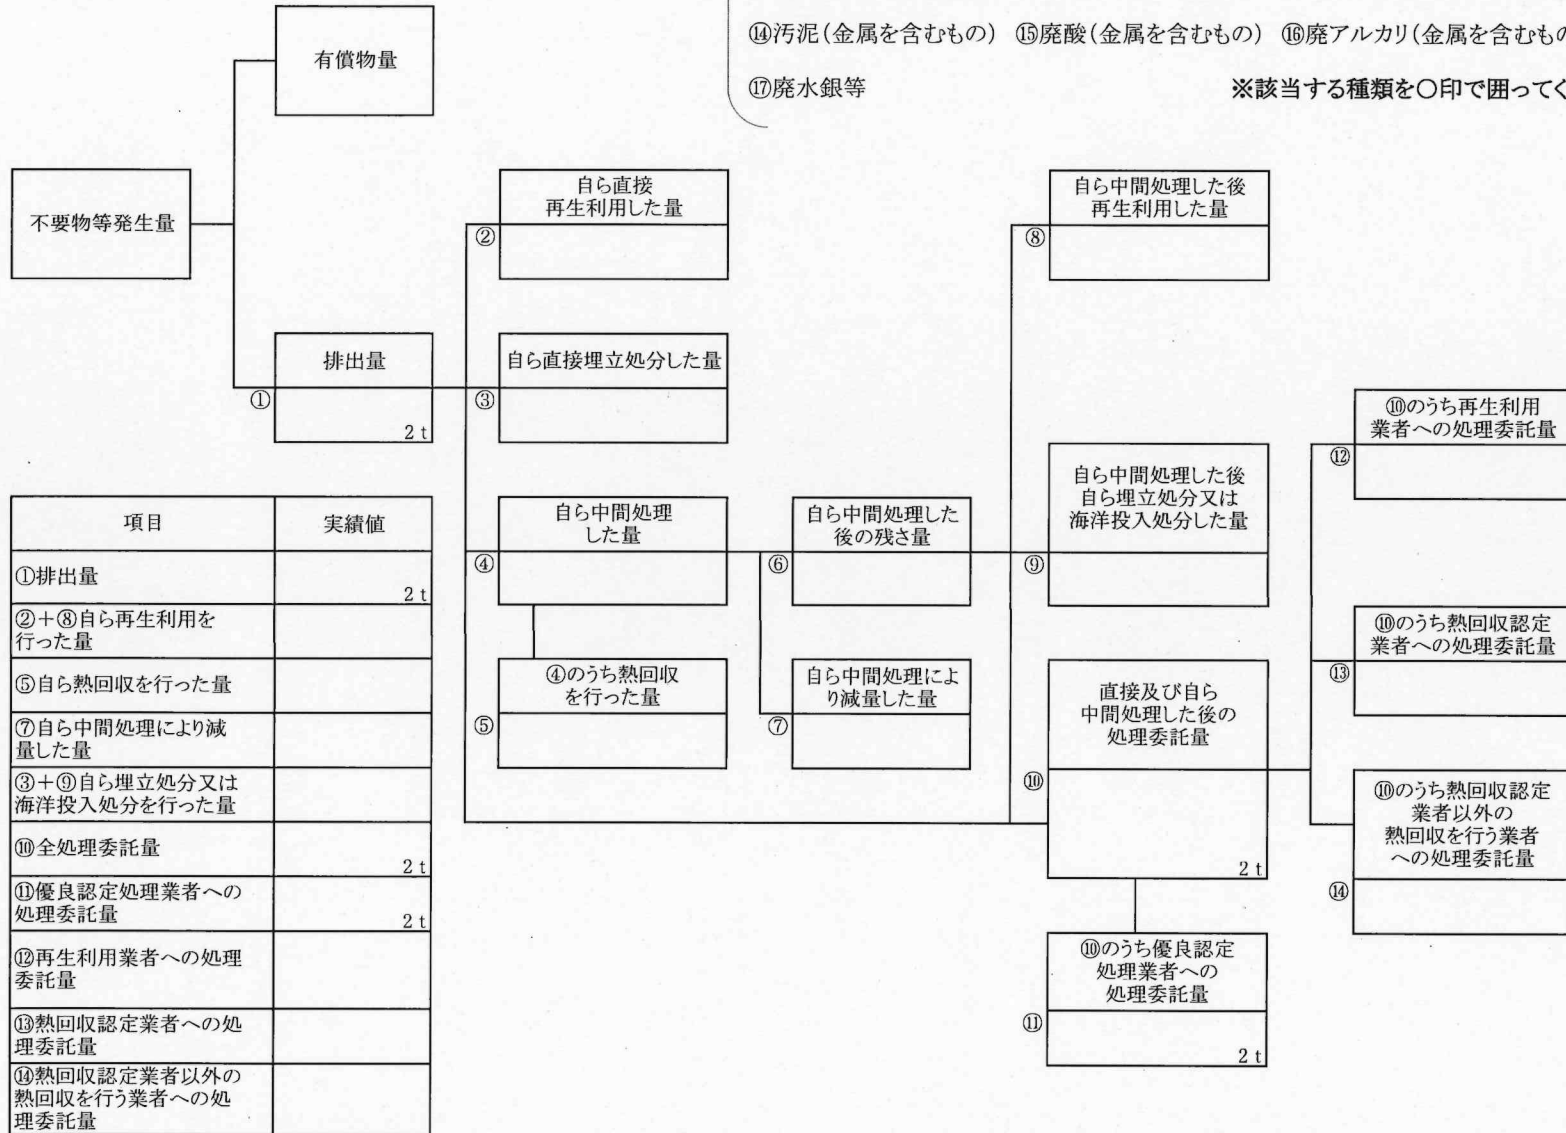 ⑭汚泥(金属を含むもの) ⑮廃酸(金属を含むもの) ⑯廃アルカリ(金属を含むもの
⑰廃水銀等 ※該当する種類を○印で囲ってく
有償物量
不要物等発生量
排出量
①
2 t
自ら直接
再生利用した量
②
自ら直接埋立処分した量
③
自ら中間処理
した量
④
④のうち熱回収
を行った量
⑤
自ら中間処理した
後の残さ量
⑥
自ら中間処理によ
り減量した量
⑦
自ら中間処理した後
再生利用した量
⑧
自ら中間処理した後
自ら埋立処分又は
海洋投入処分した量
⑨
直接及び自ら
中間処理した後の
処理委託量
⑩
2 t
⑩のうち優良認定
処理業者への
処理委託量
⑪
2 t
⑩のうち再生利用
業者への処理委託量
⑫
⑩のうち熱回収認定
業者への処理委託量
⑬
⑩のうち熱回収認定
業者以外の
熱回収を行う業者
への処理委託量
⑭
項目 実績値
①排出量 2 t
②+⑧自ら再生利用を
行った量
⑤自ら熱回収を行った量
⑦自ら中間処理により減
量した量
③+⑨自ら埋立処分又は
海洋投入処分を行った量
⑩全処理委託量 2 t
⑪優良認定処理業者への
処理委託量 2 t
⑫再生利用業者への処理
委託量
⑬熱回収認定業者への処
理委託量
⑭熱回収認定業者以外の
熱回収を行う業者への処
理委託量